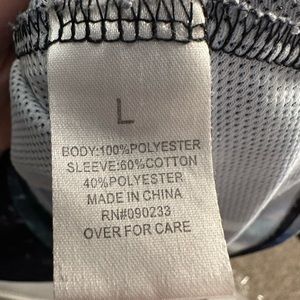 L
BODY:100%POLYESTER
SLEEVE:60%COTTON
40%POLYESTER
MADE IN CHINA
RN#090233
OVER FOR CARE